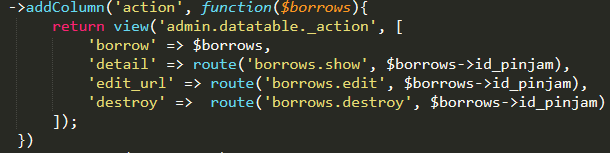 ->addColumn('action', function($borrows){
return view('admin.datatable._action', [
'borrow' => $borrows,
'detail' => route('borrows.show', $borrows->id_pinjam),
'edit_url' => route('borrows.edit', $borrows->id_pinjam),
'destroy' =>  route('borrows.destroy', $borrows->id_pinjam)
]);
})